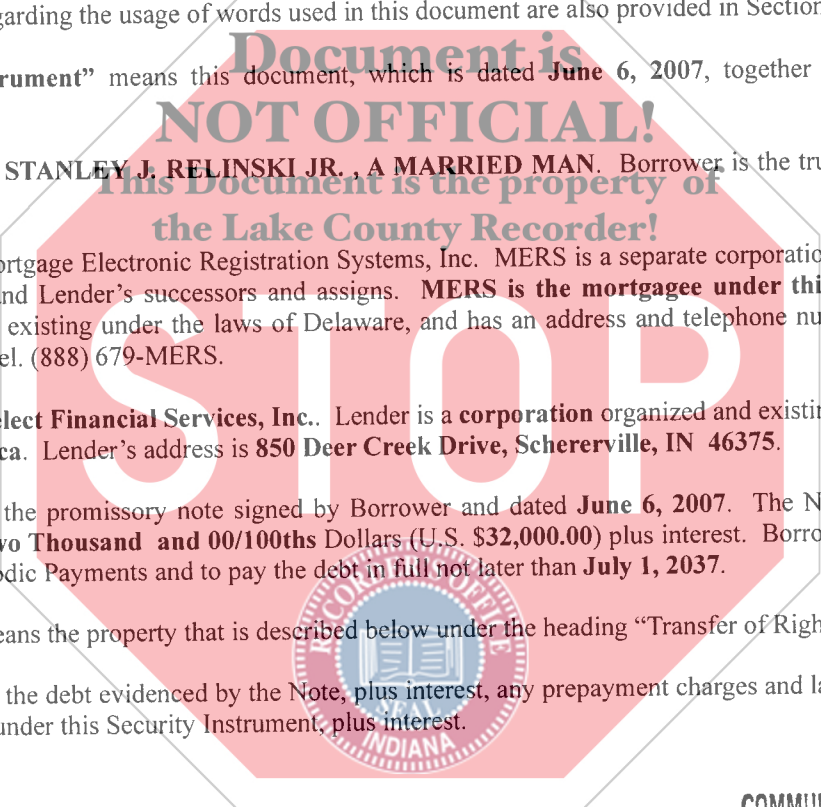 garding the usage of words used in this document are also provided in Section
Document is
rument” means this document, which is dated June 6, 2007, together
NOT OFFICIAL!
STANLEY J. RELINSKI JR. , A MARRIED MAN. Borrower is the tru
This Document is the property of
the Lake County Recorder!
ortgage Electronic Registration Systems, Inc. MERS is a separate corporatio
nd Lender’s successors and assigns. MERS is the mortgagee under thi
existing under the laws of Delaware, and has an address and telephone nu
el. (888) 679-MERS.
STOP
elect Financial Services, Inc.. Lender is a corporation organized and existin
ca. Lender’s address is 850 Deer Creek Drive, Schererville, IN 46375.
the promissory note signed by Borrower and dated June 6, 2007. The N
wo Thousand and 00/100ths Dollars (U.S. $32,000.00) plus interest. Borro
odic Payments and to pay the debt in full not later than July 1, 2037.
RECORDER'S OFFICE
eans the property that is described below under the heading “Transfer of Righ
the debt evidenced by the Note, plus interest, any prepayment charges and la
SEAL
under this Security Instrument, plus interest.
INDIANA
COMMU